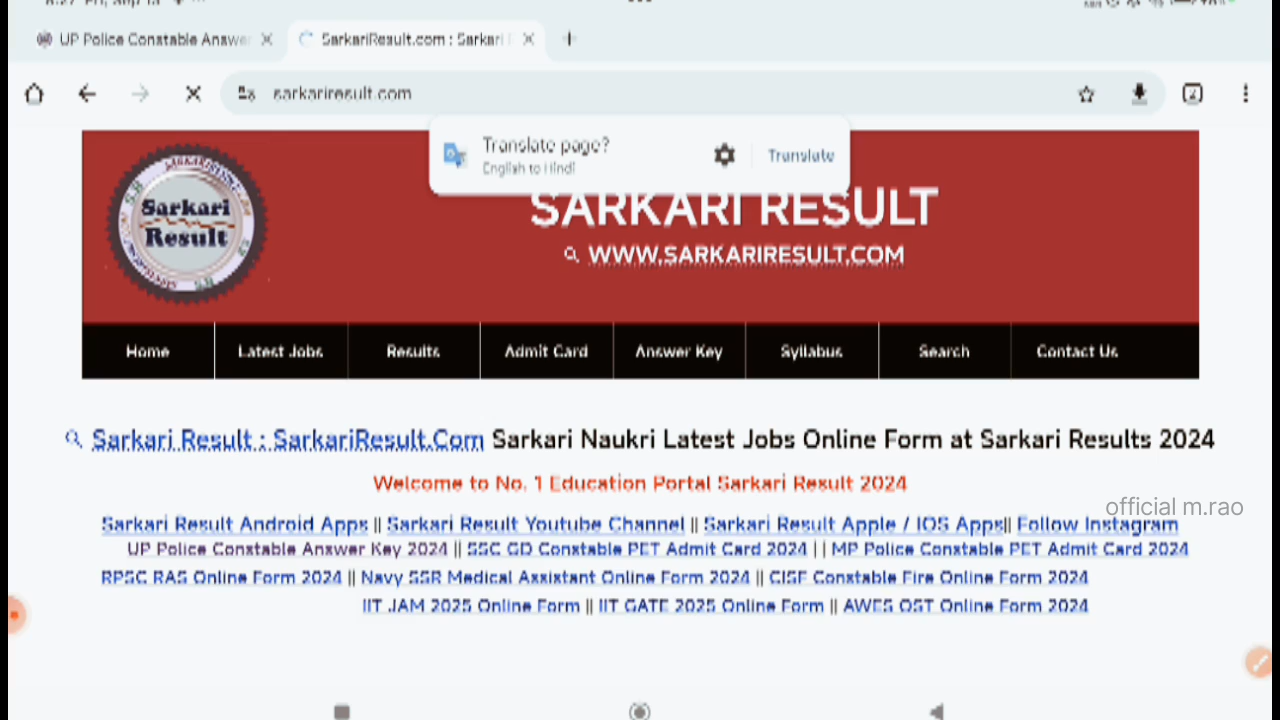 UP Police Constable Answer
SarkariResult.com : Sarkari
sarkariresult.com
Translate page?
English to Hindi
Translate
Sarkari
Result
SARKARI RESULT
WWW.SARKARIRESULT.COM
Home Latest Jobs Results Admit Card Answer Key Syllabus Search Contact Us
Sarkari Result : SarkariResult.Com Sarkari Naukri Latest Jobs Online Form at Sarkari Results 2024
Welcome to No. 1 Education Portal Sarkari Result 2024
official m.rao
Sarkari Result Android Apps || Sarkari Result Youtube Channel || Sarkari Result Apple / IOS Apps|| Follow Instagram
UP Police Constable Answer Key 2024 || SSC GD Constable PET Admit Card 2024 | | MP Police Constable PET Admit Card 2024
RPSC RAS Online Form 2024 || Navy SSR Medical Assistant Online Form 2024 || CISF Constable Fire Online Form 2024
IIT JAM 2025 Online Form || IIT GATE 2025 Online Form || AWES OST Online Form 2024